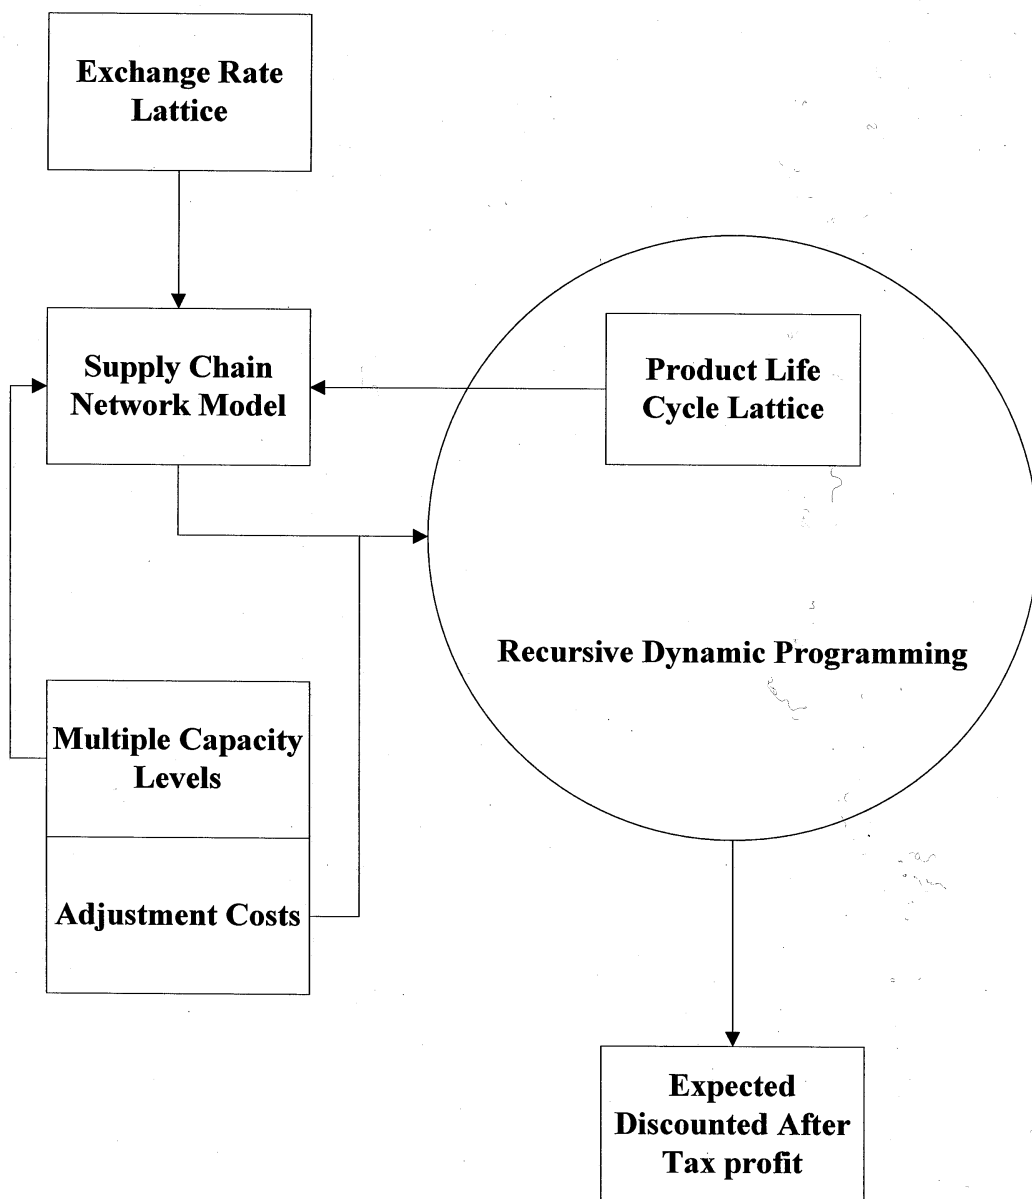 Exchange Rate
Lattice
Supply Chain
Network Model
Product Life
Cycle Lattice
Recursive Dynamic Programming
Multiple Capacity
Levels
Adjustment Costs
Expected
Discounted After
Tax profit